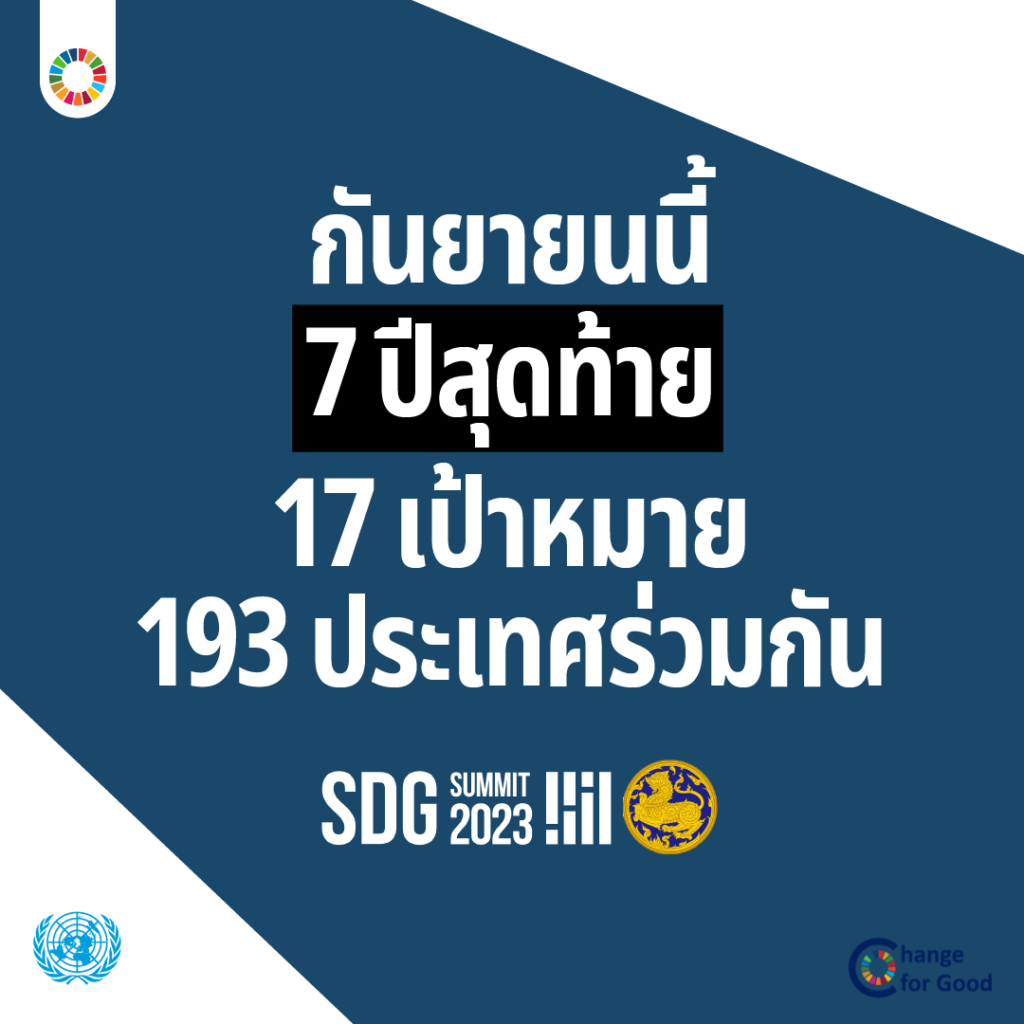 กันยายนนี้
7 ปีสุดท้าย
17 เป้าหมาย
193 ประเทศร่วมกัน
SDG SUMMIT 2023
Change for Good